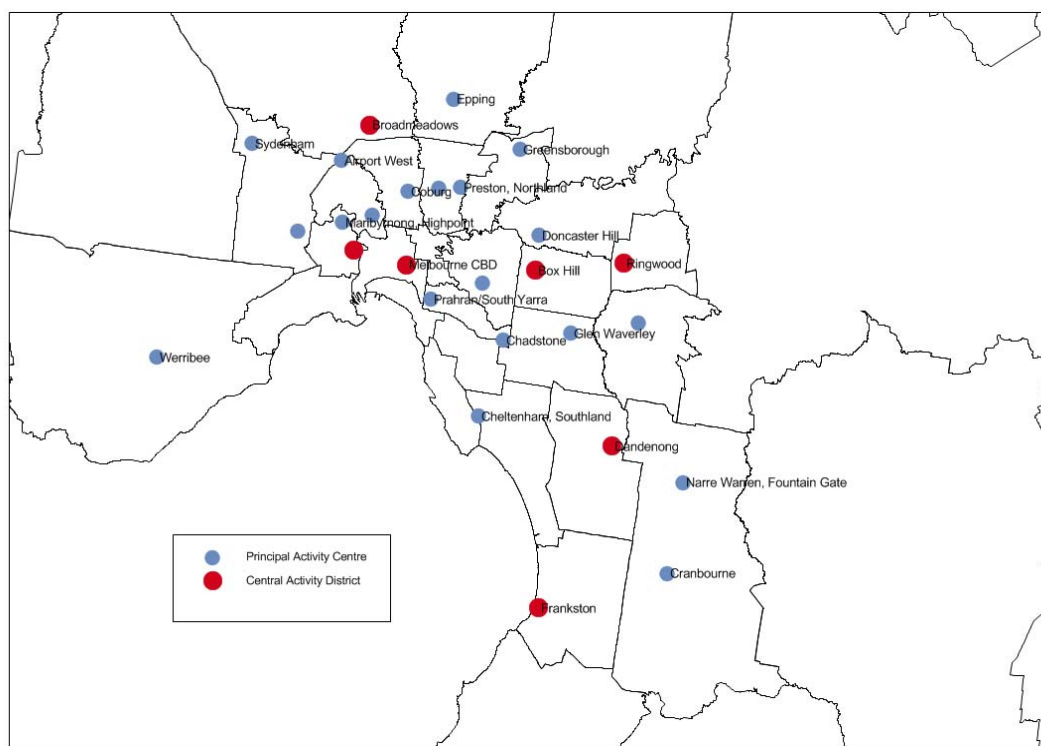 Epping
Broadmeadows
Sydenham
Greensborough
Airport West
Coburg
Preston, Northland
Maribyrnong, Highpoint
Doncaster Hill
Melbourne CBD
Box Hill
Ringwood
Prahran/South Yarra
Chadstone
Glen Waverley
Werribee
Cheltenham, Southland
Dandenong
Narre Warren, Fountain Gate
Principal Activity Centre
Central Activity District
Cranbourne
Frankston